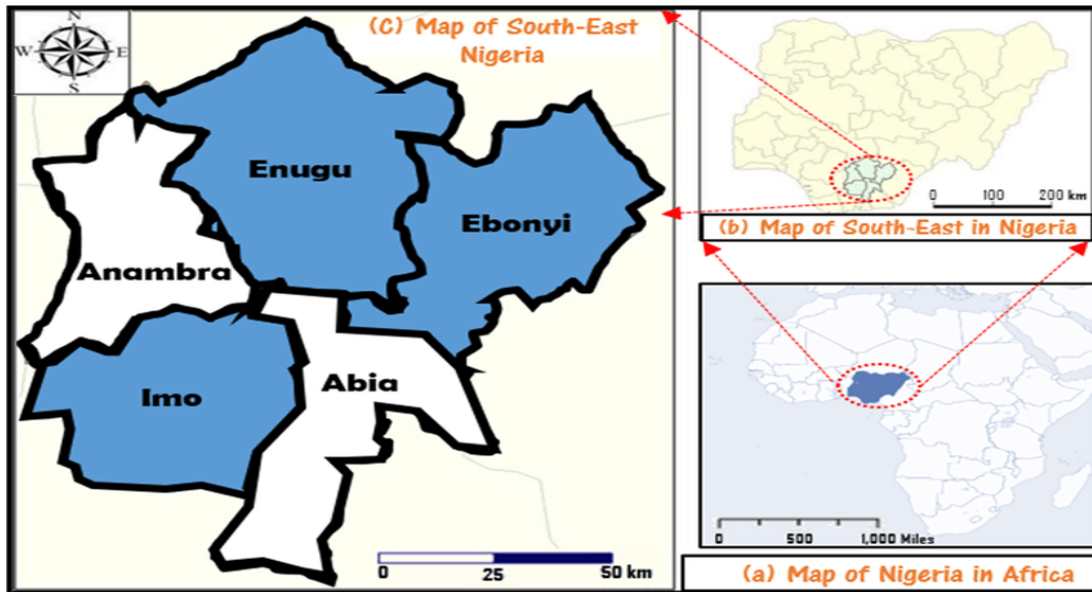 N
W
E
S
(C) Map of South-East
Nigeria
Enugu
Ebonyi
Anambra
Imo
Abia
0 25 50 km
0 100 200 km
(b) Map of South-East in Nigeria
0 500 1,000 Miles
(a) Map of Nigeria in Africa